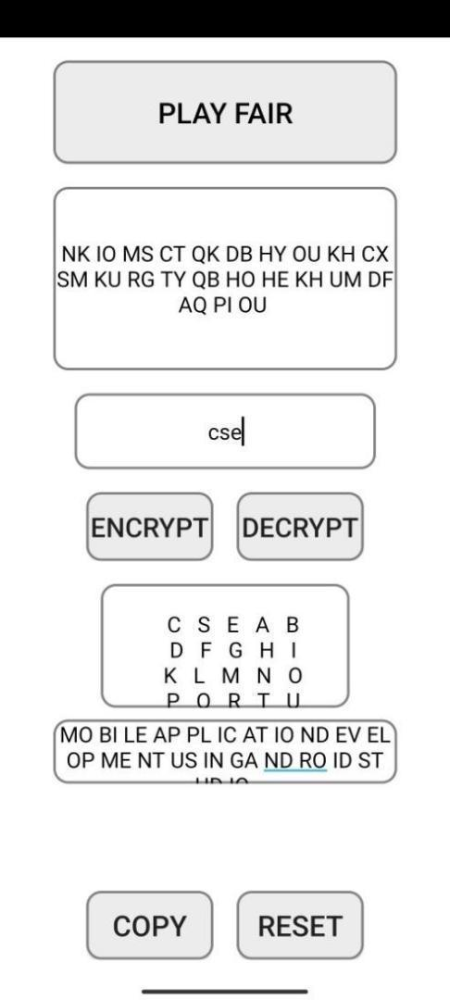 PLAY FAIR
NK IO MS CT QK DB HY OU KH CX
SM KU RG TY QB HO HE KH UM DF
AQ PI OU
cse
ENCRYPT DECRYPT
C S E A B
D F G H I
K L M N O
P Q R T U
MO BI LE AP PL IC AT IO ND EV EL
OP ME NT US IN GA ND RO ID ST
UD IO
COPY RESET